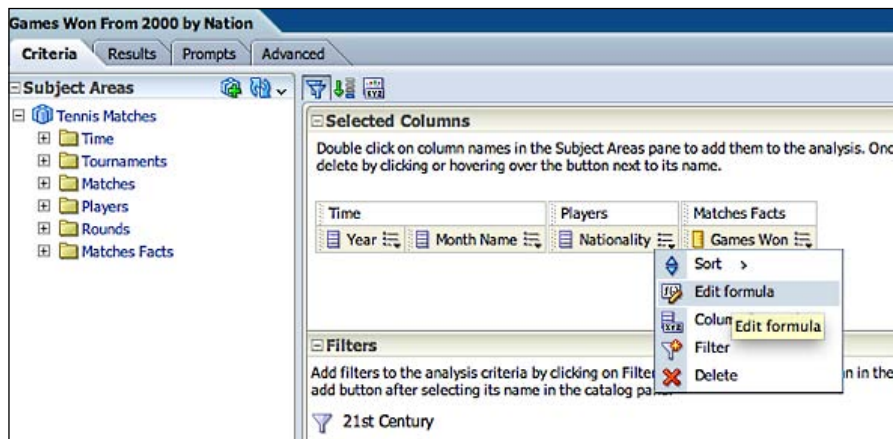 Games Won From 2000 by Nation
Criteria Results Prompts Advanced
Subject Areas
Tennis Matches
Time
Tournaments
Matches
Players
Rounds
Matches Facts
Selected Columns
Double click on column names in the Subject Areas pane to add them to the analysis. Onc
delete by clicking or hovering over the button next to its name.
Time Players Matches Facts
Year Month Name Nationality Games Won
Sort >
Edit formula
Colum
Edit formula
Filter
Delete
Filters
Add filters to the analysis criteria by clicking on Filter n in the
add button after selecting its name in the catalog pa
21st Century